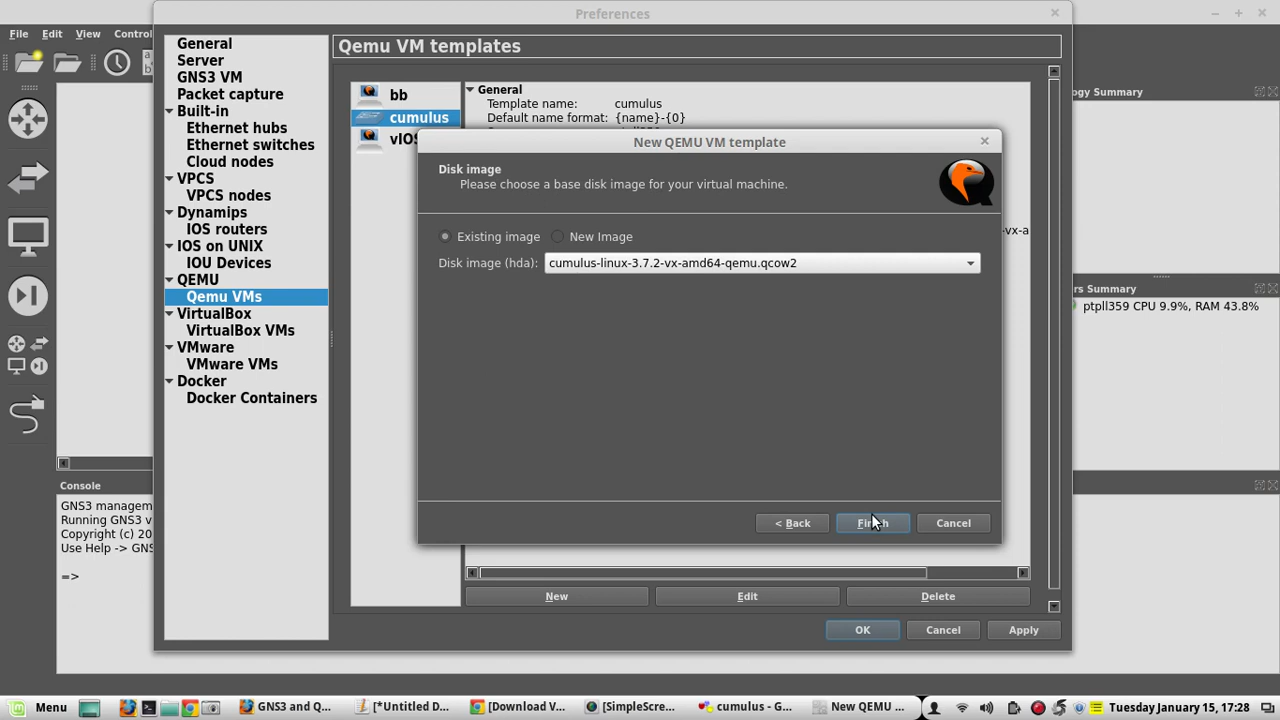 Preferences
File Edit View Control
General
Server
GNS3 VM
Packet capture
Built-in
Ethernet hubs
Ethernet switches
Cloud nodes
VPCS
VPCS nodes
Dynamips
IOS routers
IOS on UNIX
IOU Devices
QEMU
Qemu VMs
VirtualBox
VirtualBox VMs
VMware
VMware VMs
Docker
Docker Containers
Qemu VM templates
bb
cumulus
vIOS
General
Template name: cumulus
Default name format: {name}-{0}
New QEMU VM template
Disk image
Please choose a base disk image for your virtual machine.
Existing image New Image
Disk image (hda): cumulus-linux-3.7.2-vx-amd64-qemu.qcow2
< Back Finish Cancel
-vx-a
New Edit Delete
OK Cancel Apply
ogy Summary
rs Summary
ptpll359 CPU 9.9%, RAM 43.8%
Console
GNS3 managem
Running GNS3 v
Copyright (c) 20
Use Help -> GNS
=>
Menu GNS3 and Q... [*Untitled D... [Download V... [SimpleScre... cumulus - G... New QEMU ... Tuesday January 15, 17:28